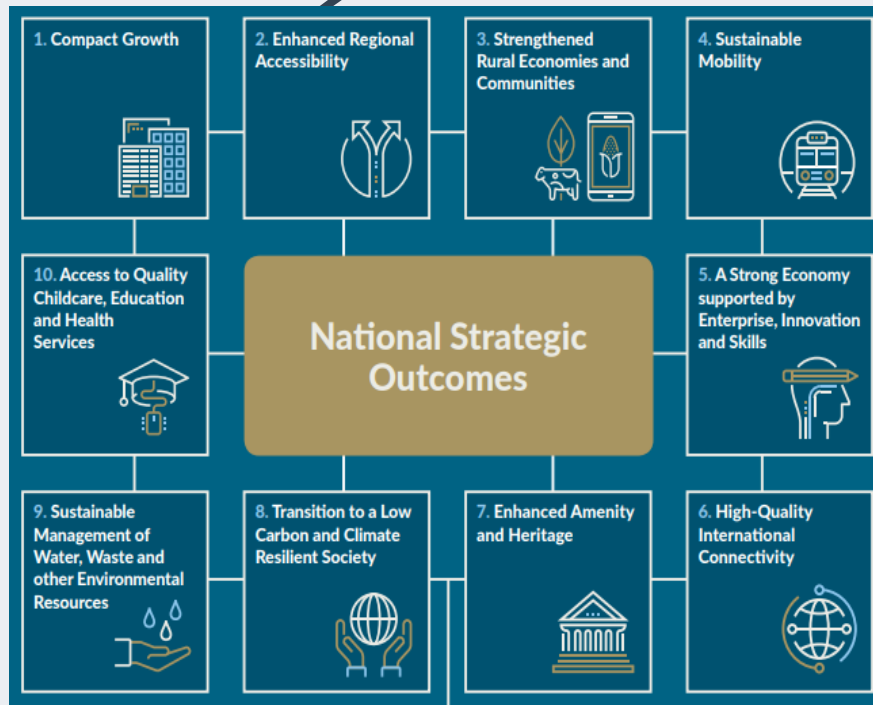 1. Compact Growth
2. Enhanced Regional
Accessibility
3. Strengthened
Rural Economies and
Communities
4. Sustainable
Mobility
10. Access to Quality
Childcare, Education
and Health
Services
National Strategic
Outcomes
5. A Strong Economy
supported by
Enterprise, Innovation
and Skills
9. Sustainable
Management of
Water, Waste and
other Environmental
Resources
8. Transition to a Low
Carbon and Climate
Resilient Society
7. Enhanced Amenity
and Heritage
6. High-Quality
International
Connectivity